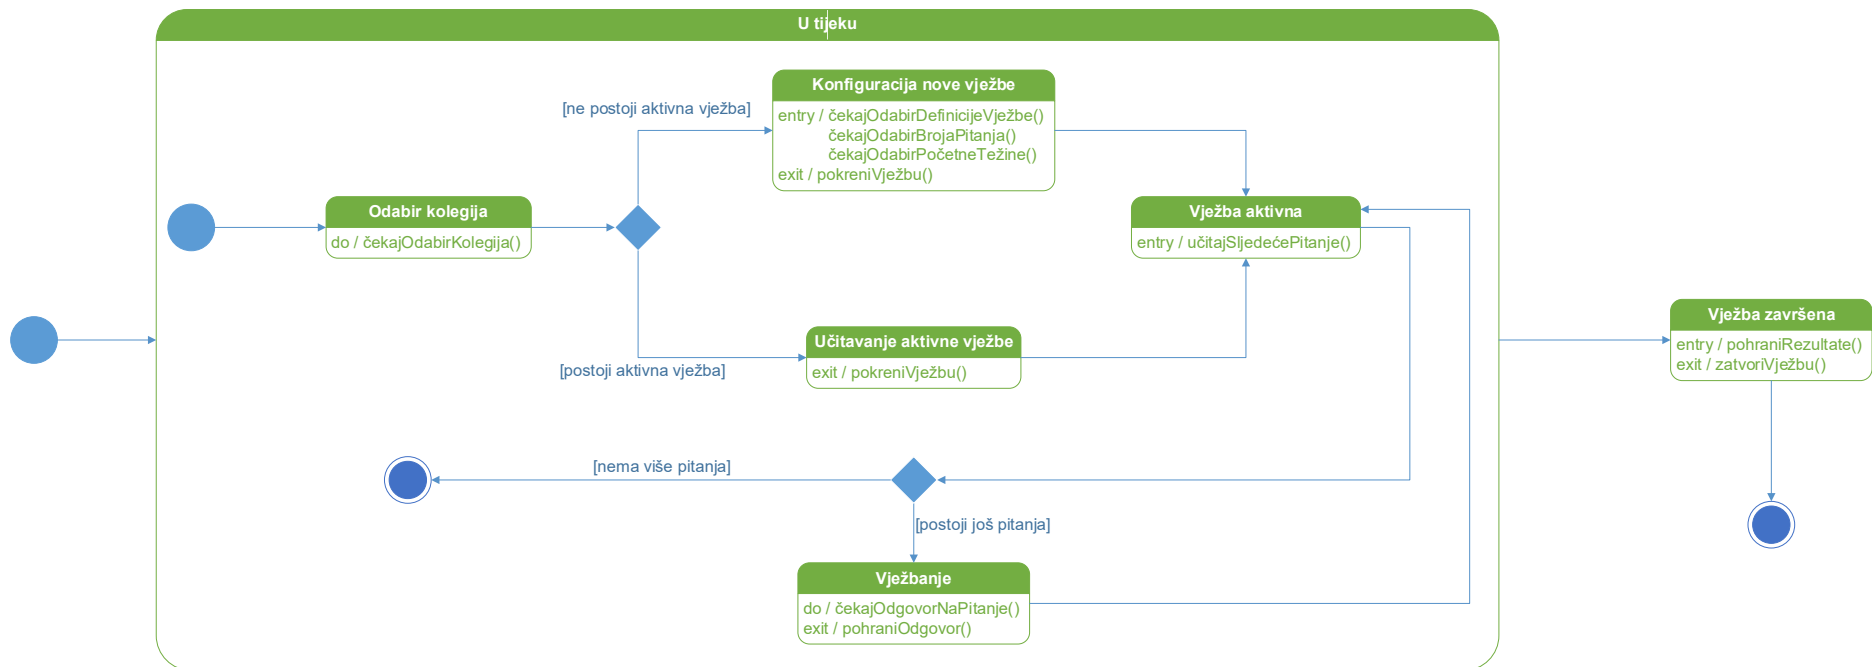 U tijeku
Konfiguracija nove vježbe
[ne postoji aktivna vježba]
entry / čekajOdabirDefinicijeVježbe()
čekajOdabirBrojaPitanja()
čekajOdabirPočetneTežine()
exit / pokreniVježbu()
Odabir kolegija
do / čekajOdabirKolegija()
Vježba aktivna
entry / učitajSljedećePitanje()
Učitavanje aktivne vježbe
exit / pokreniVježbu()
[postoji aktivna vježba]
Vježba završena
entry / pohraniRezultate()
exit / zatvoriVježbu()
[nema više pitanja]
[postoji još pitanja]
Vježbanje
do / čekajOdgovorNaPitanje()
exit / pohraniOdgovor()